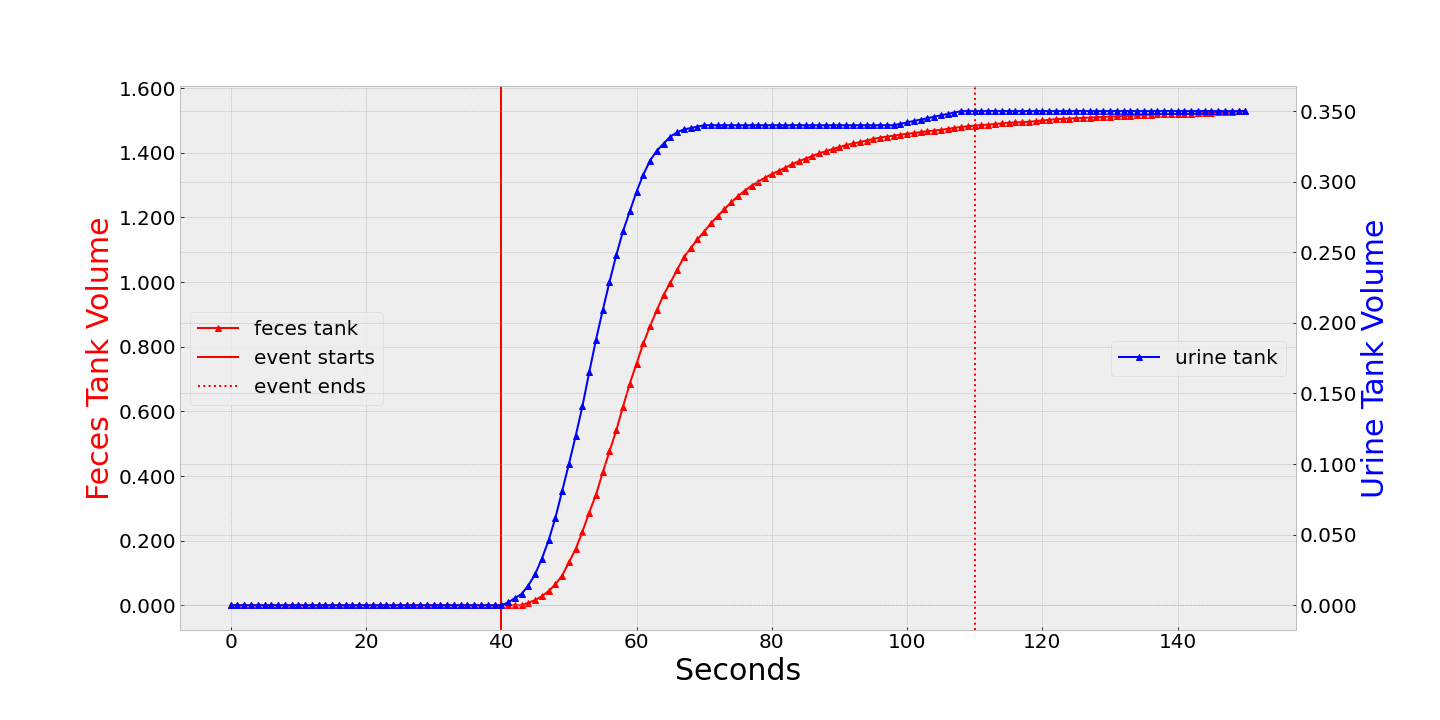 1.600
1.400
1.200
1.000
0.800
0.600
0.400
0.200
0.000
Feces Tank Volume
feces tank
event starts
event ends
urine tank
0.350
0.300
0.250
0.200
0.150
0.100
0.050
0.000
Urine Tank Volume
0 20 40 60 80 100 120 140
Seconds